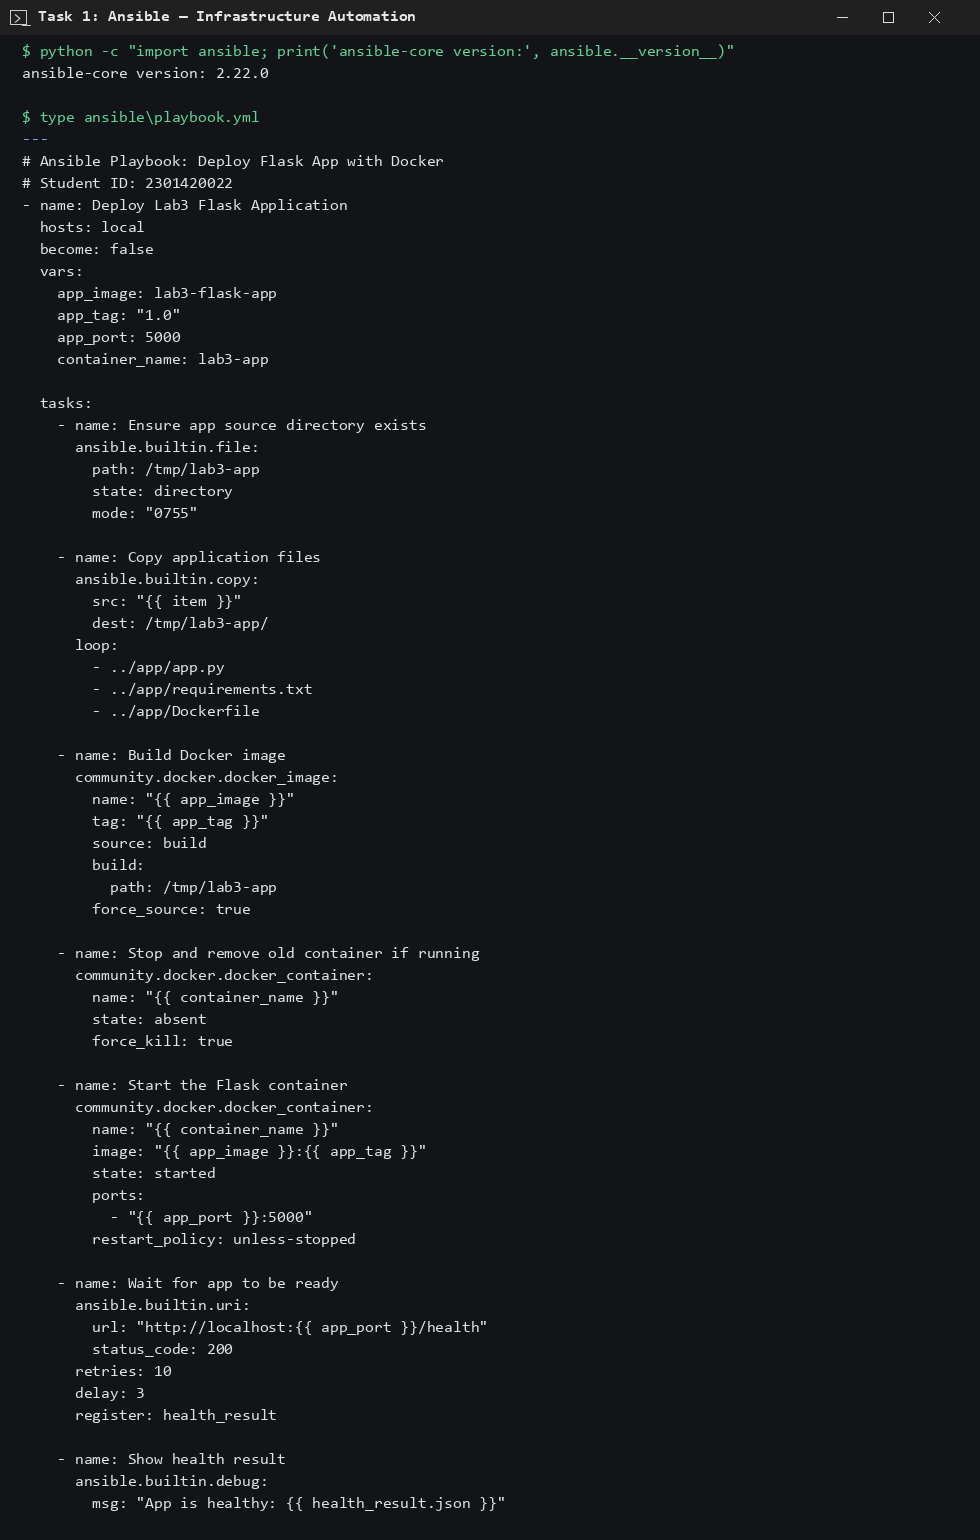 Task 1: Ansible — Infrastructure Automation
$ python -c "import ansible; print('ansible-core version:', ansible.__version__)"
ansible-core version: 2.22.0

$ type ansible\playbook.yml
---
# Ansible Playbook: Deploy Flask App with Docker
# Student ID: 2301420022
- name: Deploy Lab3 Flask Application
  hosts: local
  become: false
  vars:
    app_image: lab3-flask-app
    app_tag: "1.0"
    app_port: 5000
    container_name: lab3-app

  tasks:
    - name: Ensure app source directory exists
      ansible.builtin.file:
        path: /tmp/lab3-app
        state: directory
        mode: "0755"

    - name: Copy application files
      ansible.builtin.copy:
        src: "{{ item }}"
        dest: /tmp/lab3-app/
      loop:
        - ../app/app.py
        - ../app/requirements.txt
        - ../app/Dockerfile

    - name: Build Docker image
      community.docker.docker_image:
        name: "{{ app_image }}"
        tag: "{{ app_tag }}"
        source: build
        build:
          path: /tmp/lab3-app
        force_source: true

    - name: Stop and remove old container if running
      community.docker.docker_container:
        name: "{{ container_name }}"
        state: absent
        force_kill: true

    - name: Start the Flask container
      community.docker.docker_container:
        name: "{{ container_name }}"
        image: "{{ app_image }}:{{ app_tag }}"
        state: started
        ports:
          - "{{ app_port }}:5000"
        restart_policy: unless-stopped

    - name: Wait for app to be ready
      ansible.builtin.uri:
        url: "http://localhost:{{ app_port }}/health"
        status_code: 200
      retries: 10
      delay: 3
      register: health_result

    - name: Show health result
      ansible.builtin.debug:
        msg: "App is healthy: {{ health_result.json }}"